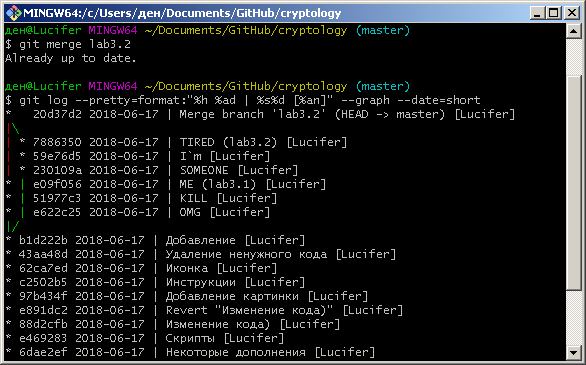 MINGW64:/c/Users/ден/Documents/GitHub/cryptology
ден@Lucifer MINGW64 ~/Documents/GitHub/cryptology (master)
$ git merge lab3.2
Already up to date.
ден@Lucifer MINGW64 ~/Documents/GitHub/cryptology (master)
$ git log --pretty=format:"%h %ad | %s%d [%an]" --graph --date=short
*   20d37d2 2018-06-17 | Merge branch 'lab3.2' (HEAD -> master) [Lucifer]
|\
| * 7886350 2018-06-17 | TIRED (lab3.2) [Lucifer]
| * 59e76d5 2018-06-17 | I`m [Lucifer]
| * 230109a 2018-06-17 | SOMEONE [Lucifer]
* | e09f056 2018-06-17 | ME (lab3.1) [Lucifer]
* | 51977c3 2018-06-17 | KILL [Lucifer]
* | e622c25 2018-06-17 | OMG [Lucifer]
|/
* b1d222b 2018-06-17 | Добавление [Lucifer]
* 43aa48d 2018-06-17 | Удаление ненужного кода [Lucifer]
* 62ca7ed 2018-06-17 | Иконка [Lucifer]
* c2502b5 2018-06-17 | Инструкции [Lucifer]
* 97b434f 2018-06-17 | Добавление картинки [Lucifer]
* e891dc2 2018-06-17 | Revert "Изменение кода)" [Lucifer]
* 88d2cfb 2018-06-17 | Изменение кода) [Lucifer]
* e469283 2018-06-17 | Скрипты [Lucifer]
* 6dae2ef 2018-06-17 | Некоторые дополнения [Lucifer]